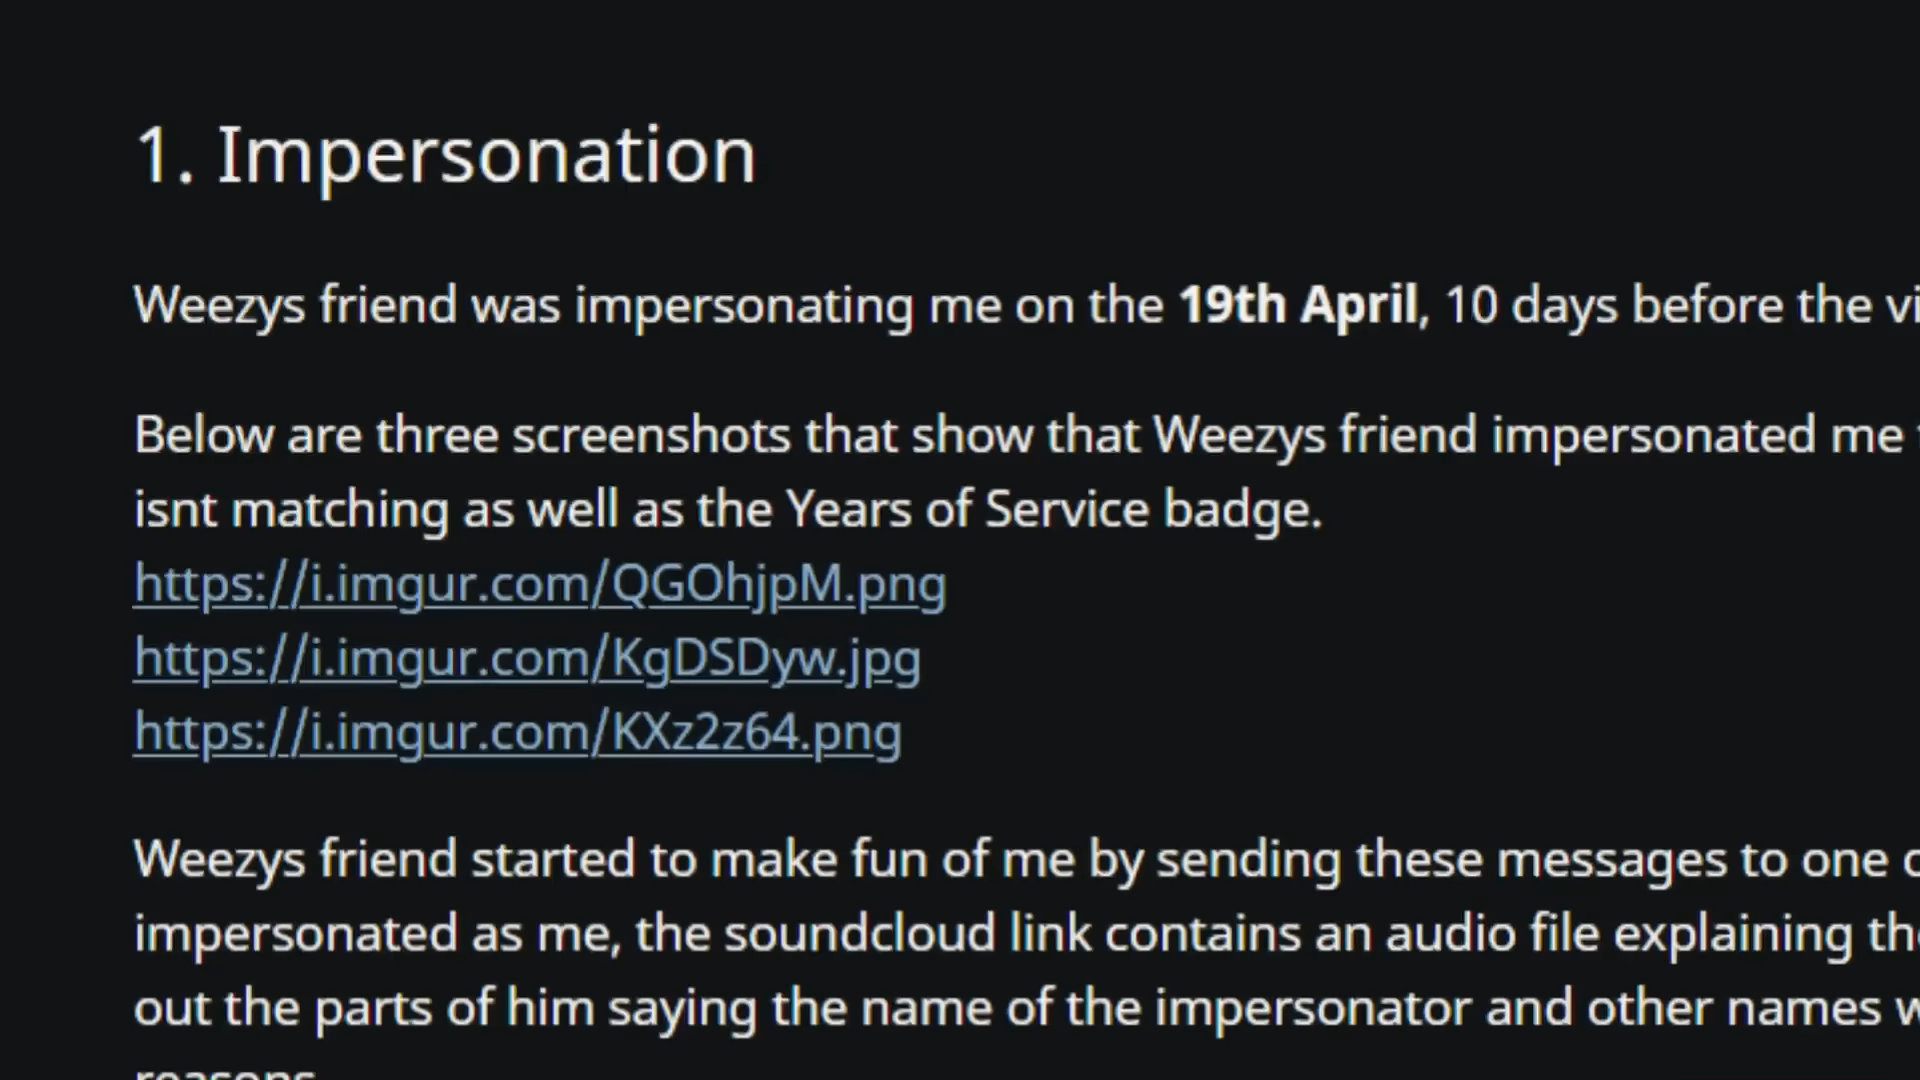 1. Impersonation
Weezys friend was impersonating me on the 19th April, 10 days before the
Below are three screenshots that show that Weezys friend impersonated me
isnt matching as well as the Years of Service badge.
https://i.imgur.com/QGOhjpM.png
https://i.imgur.com/KgDSDyw.jpg
https://i.imgur.com/KXz2z64.png
Weezys friend started to make fun of me by sending these messages to one
impersonated as me, the soundcloud link contains an audio file explaining
out the parts of him saying the name of the impersonator and other names
reasons